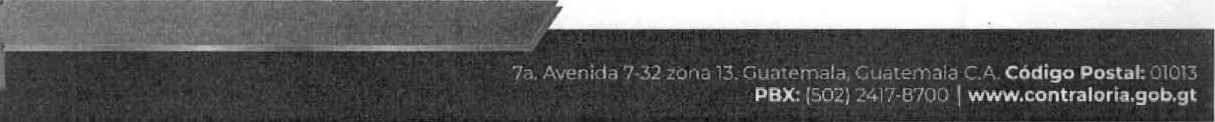 7a. Avenida 7-32 zona 13, Guatemala, Guatemala C.A. Código Postal: 01013
PBX: (502) 2417-8700 | www.contraloria.gob.gt